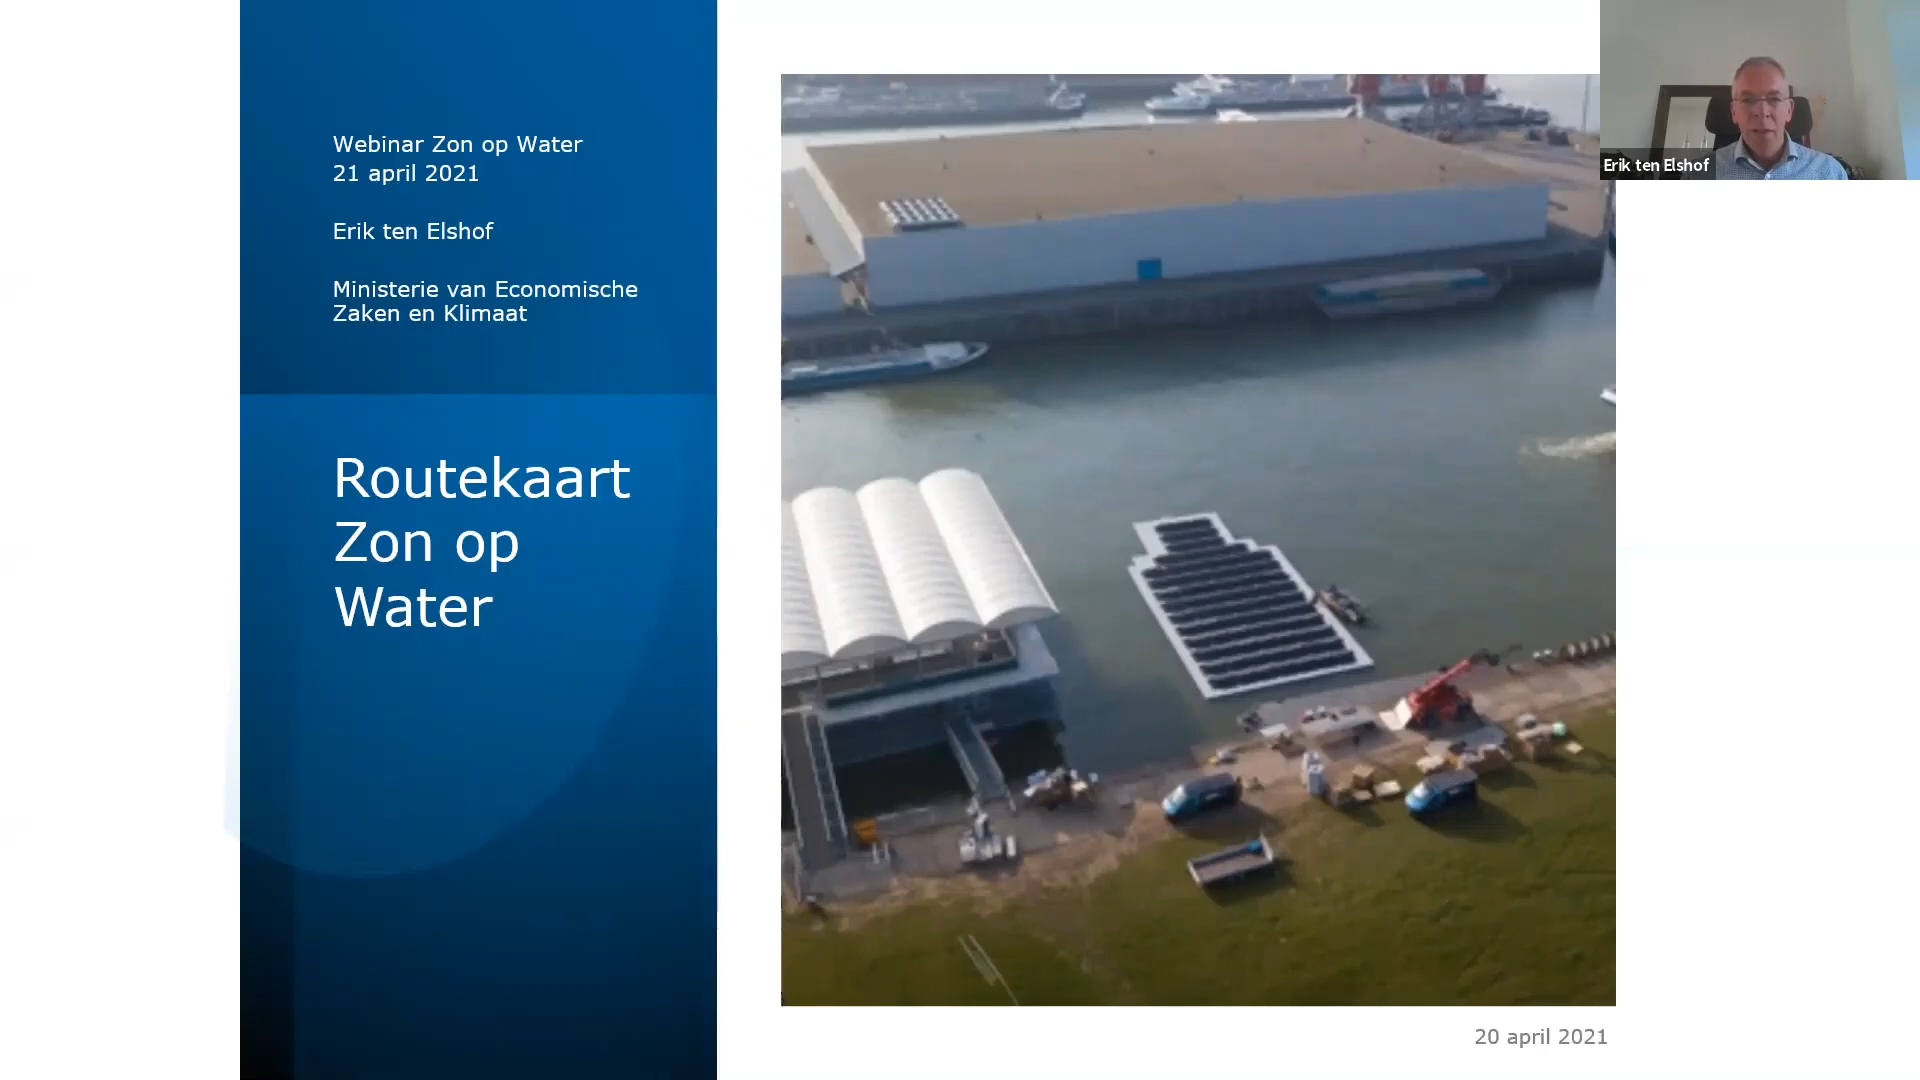 Webinar Zon op Water
21 april 2021
Erik ten Elshof
Ministerie van Economische
Zaken en Klimaat
Routekaart
Zon op
Water
Erik ten Elshof
20 april 2021